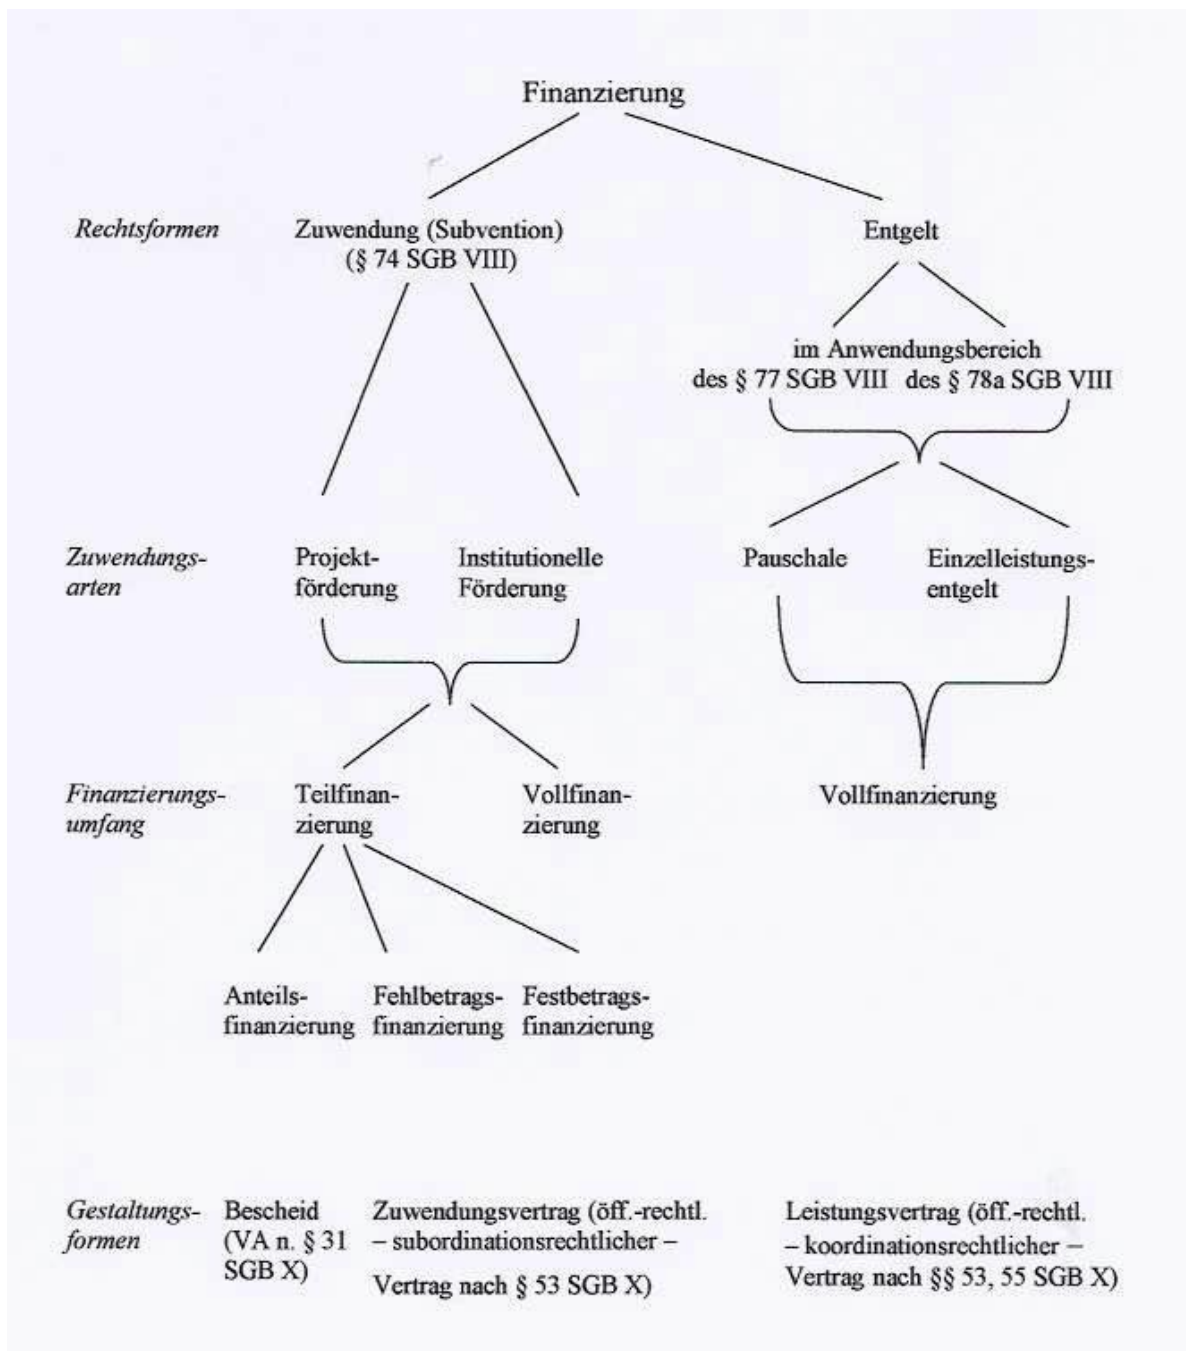 Finanzierung
Rechtsformen
Zuwendung (Subvention)
(§ 74 SGB VIII)
Entgelt
im Anwendungsbereich
des § 77 SGB VIII des § 78a SGB VIII
Zuwendungs-
arten
Projekt-
förderung
Institutionelle
Förderung
Pauschale
Einzelleistungs-
entgelt
Finanzierungs-
umfang
Teilfinan-
zierung
Vollfinan-
zierung
Vollfinanzierung
Anteils-
finanzierung
Fehlbetrags-
finanzierung
Festbetrags-
finanzierung
Gestaltungs-
formen
Bescheid
(VA n. § 31
SGB X)
Zuwendungsvertrag (öff.-rechtl.
– subordinationsrechtlicher –
Vertrag nach § 53 SGB X)
Leistungsvertrag (öff.-rechtl.
– koordinationsrechtlicher –
Vertrag nach §§ 53, 55 SGB X)